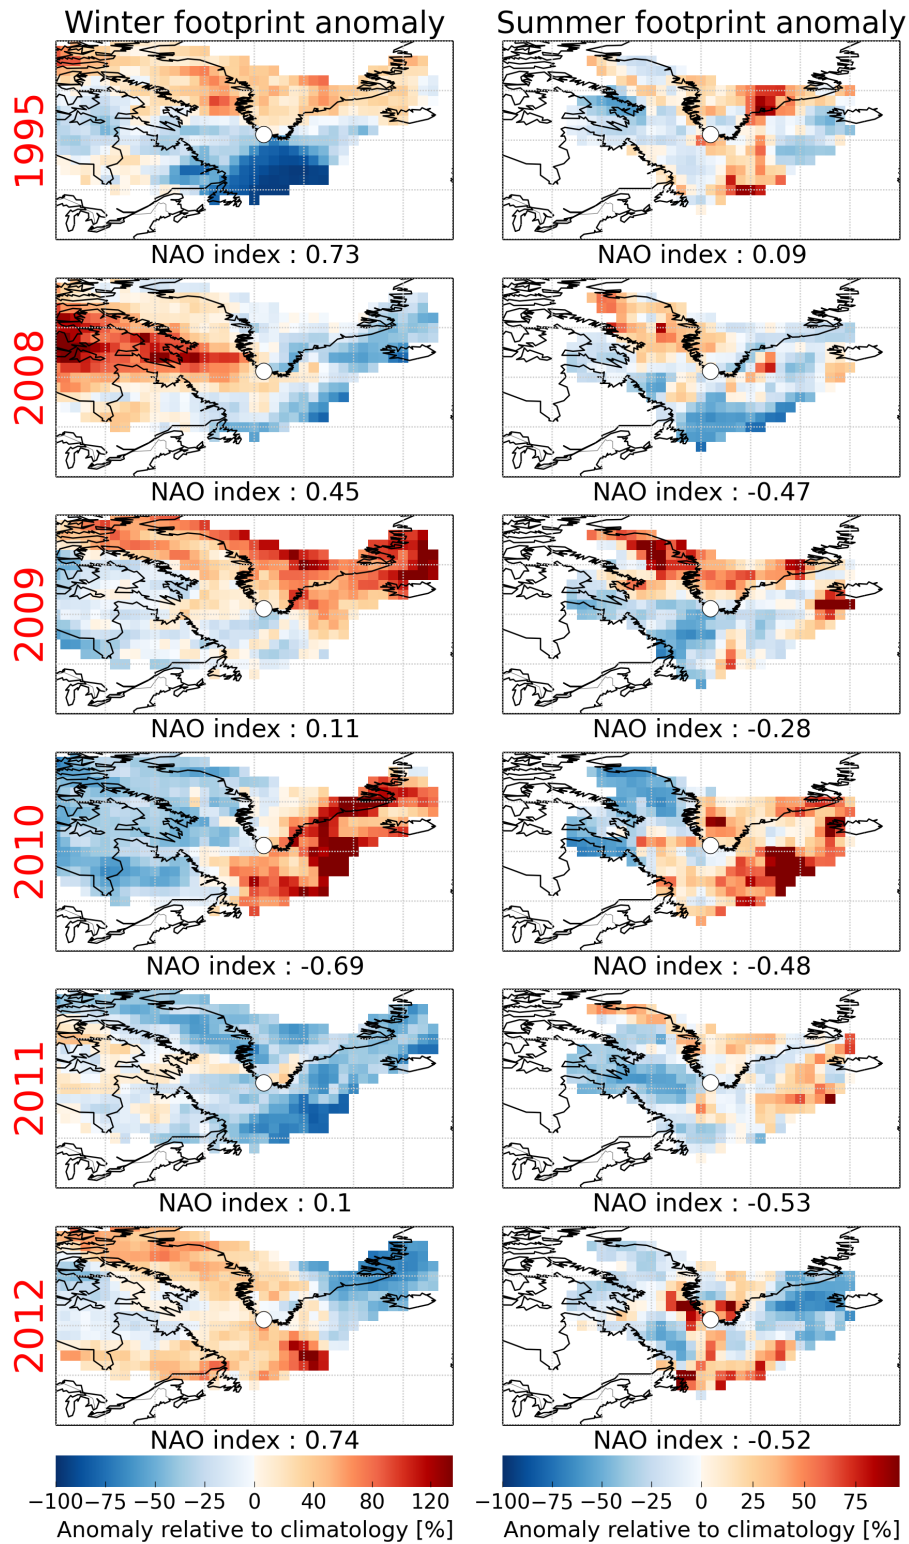 Winter footprint anomaly Summer footprint anomaly
1995
NAO index : 0.73 NAO index : 0.09
2008
NAO index : 0.45 NAO index : -0.47
2009
NAO index : 0.11 NAO index : -0.28
2010
NAO index : -0.69 NAO index : -0.48
2011
NAO index : 0.1 NAO index : -0.53
2012
NAO index : 0.74 NAO index : -0.52
−100 −75 −50 −25 0 40 80 120 −100 −75 −50 −25 0 25 50 75
Anomaly relative to climatology [%] Anomaly relative to climatology [%]